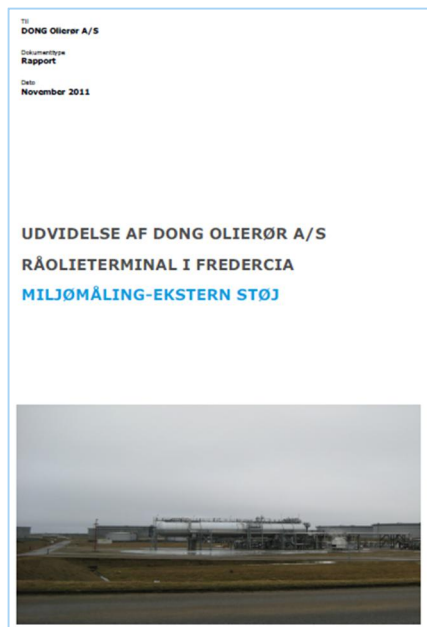 Til
DONG Olierør A/S
Dokumenttype
Rapport
Dato
November 2011
UDVIDELSE AF DONG OLIERØR A/S
RÅOLIETERMINAL I FREDERCIA
MILJØMÅLING-EKSTERN STØJ